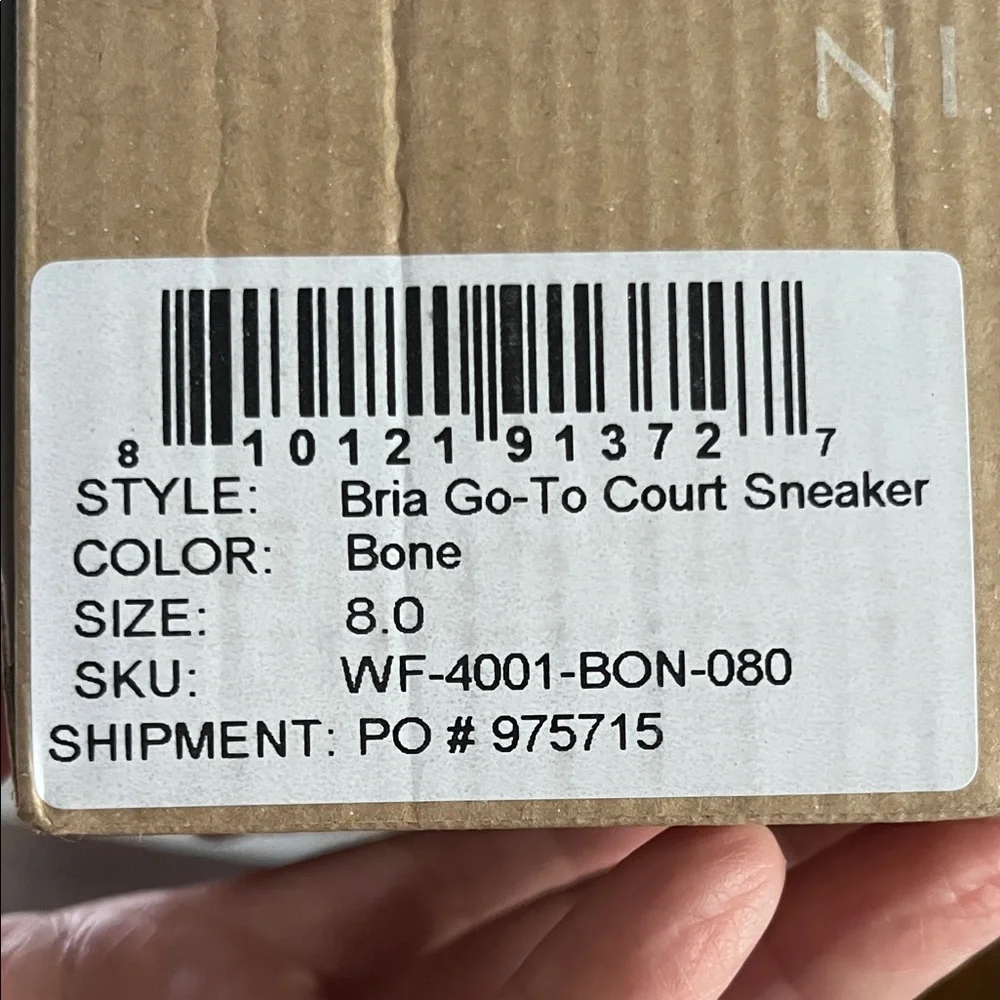 NI
8 10121 91372 7
STYLE: Bria Go-To Court Sneaker
COLOR: Bone
SIZE: 8.0
SKU: WF-4001-BON-080
SHIPMENT: PO # 975715